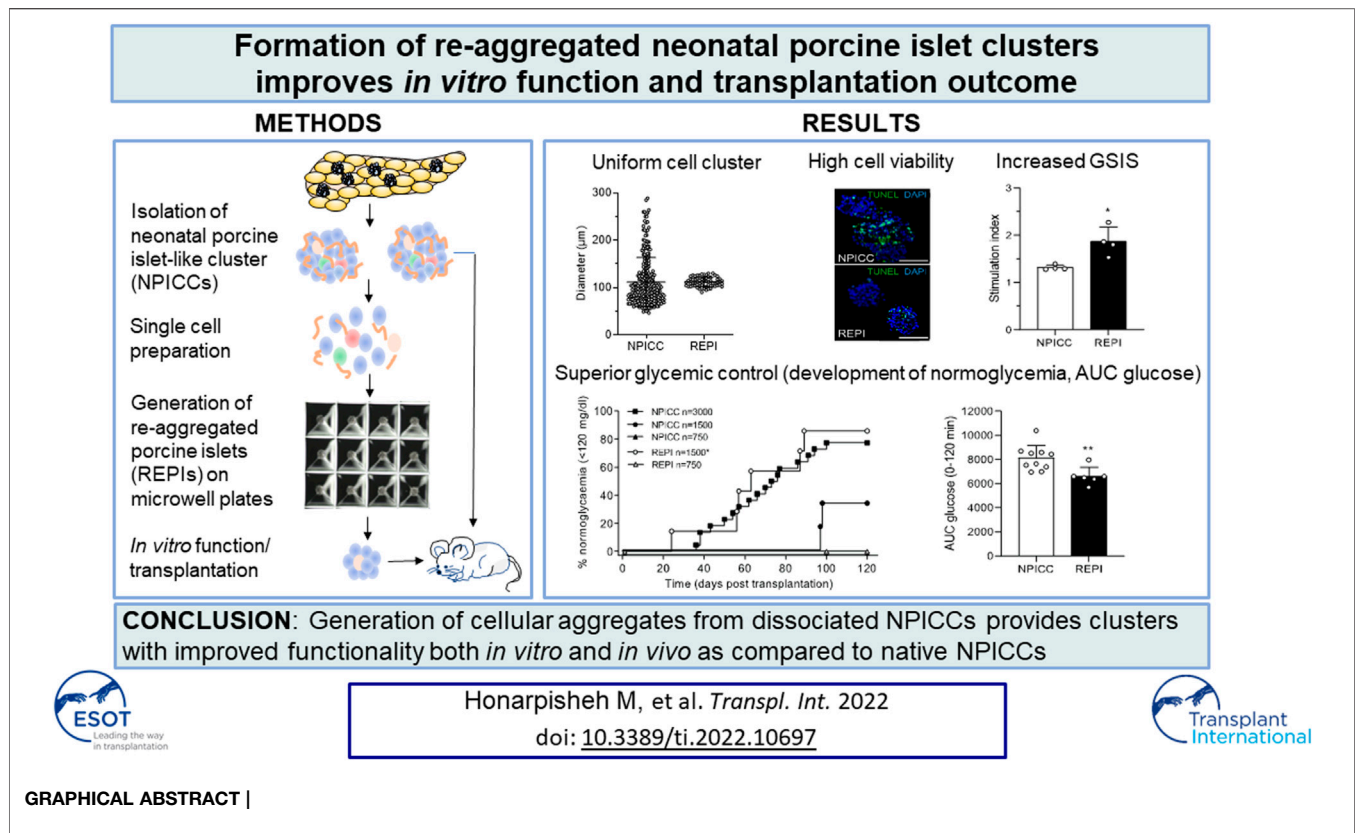 Formation of re-aggregated neonatal porcine islet clusters
improves in vitro function and transplantation outcome
METHODS
Isolation of
neonatal porcine
islet-like cluster
(NPICCs)
Single cell
preparation
Generation of
re-aggregated
porcine islets
(REPIs) on
microwell plates
In vitro function/
transplantation
RESULTS
Uniform cell cluster
Diameter (µm)
300
200
100
0
NPICC
REPI
High cell viability
TUNEL DAPI
NPICC
TUNEL DAPI
REPI
Increased GSIS
Stimulation index
3
2
1
0
*
NPICC
REPI
Superior glycemic control (development of normoglycemia, AUC glucose)
% normoglycaemia (<120 mg/dl)
100
80
60
40
20
0
NPICC n=3000
NPICC n=1500
NPICC n=750
REPI n=1500*
REPI n=750
0 20 40 60 80 100 120
Time (days post transplantation)
AUC glucose (0-120 min)
12000
10000
8000
6000
4000
2000
0
**
NPICC
REPI
CONCLUSION: Generation of cellular aggregates from dissociated NPICCs provides clusters
with improved functionality both in vitro and in vivo as compared to native NPICCs
ESOT
Leading the way
in transplantation
Honarpisheh M, et al. Transpl. Int. 2022
doi: 10.3389/ti.2022.10697
Transplant
International
GRAPHICAL ABSTRACT |